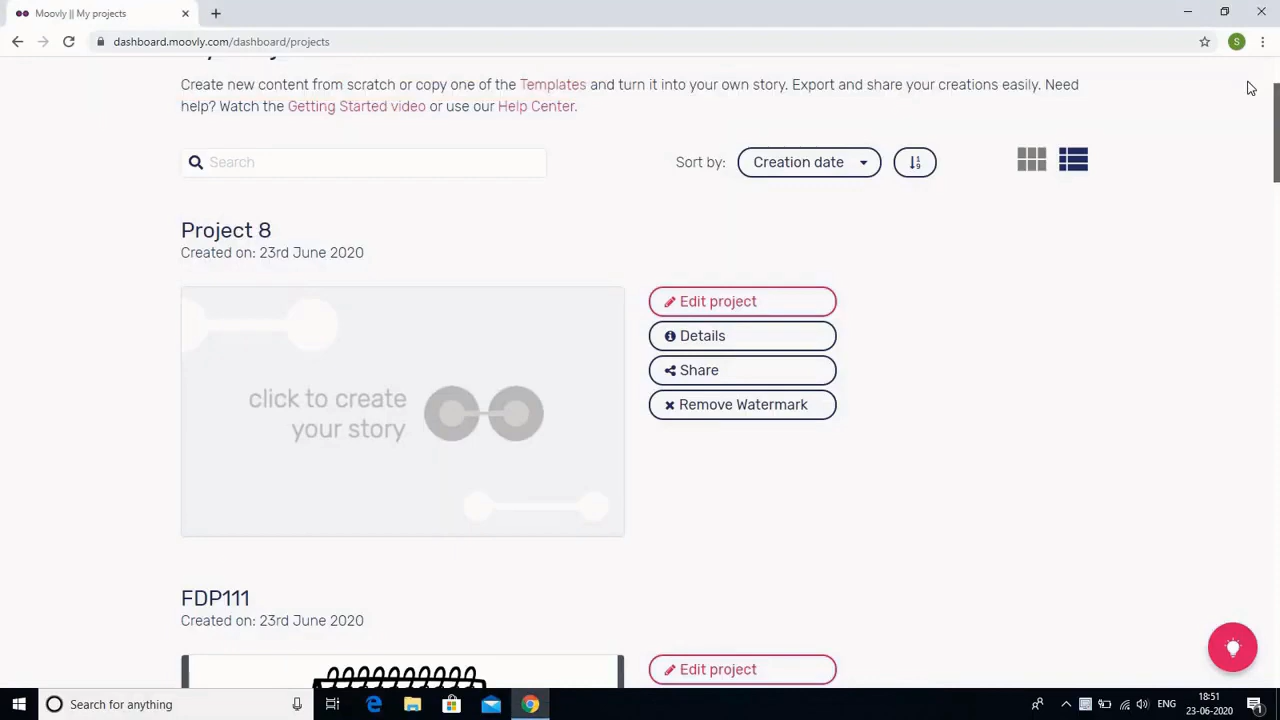 Moovly || My projects
dashboard.moovly.com/dashboard/projects
S
Create new content from scratch or copy one of the Templates and turn it into your own story. Export and share your creations easily. Need
help? Watch the Getting Started video or use our Help Center.
Search
Sort by:
Creation date
Project 8
Created on: 23rd June 2020
click to create
your story
Edit project
Details
Share
Remove Watermark
FDP111
Created on: 23rd June 2020
Edit project
Search for anything
ENG
18:51
23-06-2020